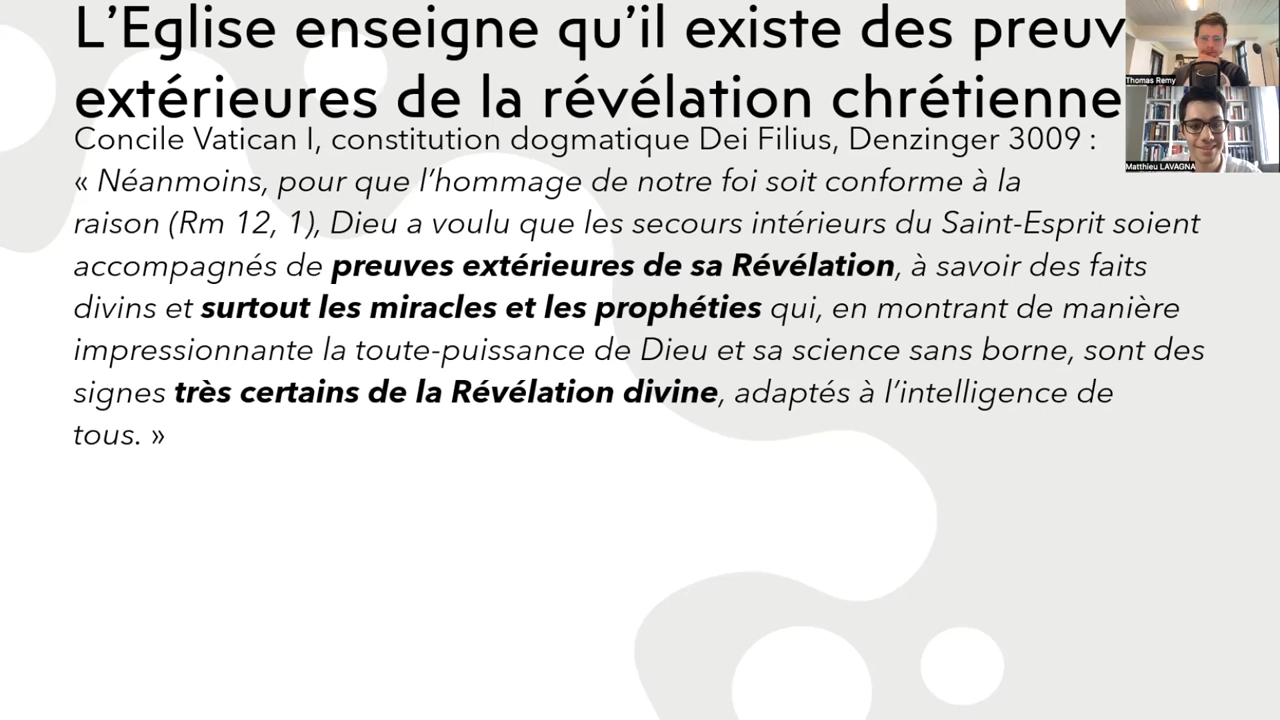 L’Eglise enseigne qu’il existe des preuv
extérieures de la révélation chrétienne
Concile Vatican I, constitution dogmatique Dei Filius, Denzinger 3009 :
« Néanmoins, pour que l’hommage de notre foi soit conforme à la
raison (Rm 12, 1), Dieu a voulu que les secours intérieurs du Saint-Esprit soient
accompagnés de preuves extérieures de sa Révélation, à savoir des faits
divins et surtout les miracles et les prophéties qui, en montrant de manière
impressionnante la toute-puissance de Dieu et sa science sans borne, sont des
signes très certains de la Révélation divine, adaptés à l’intelligence de
tous. »
Thomas Remy
Matthieu LAVAGNA